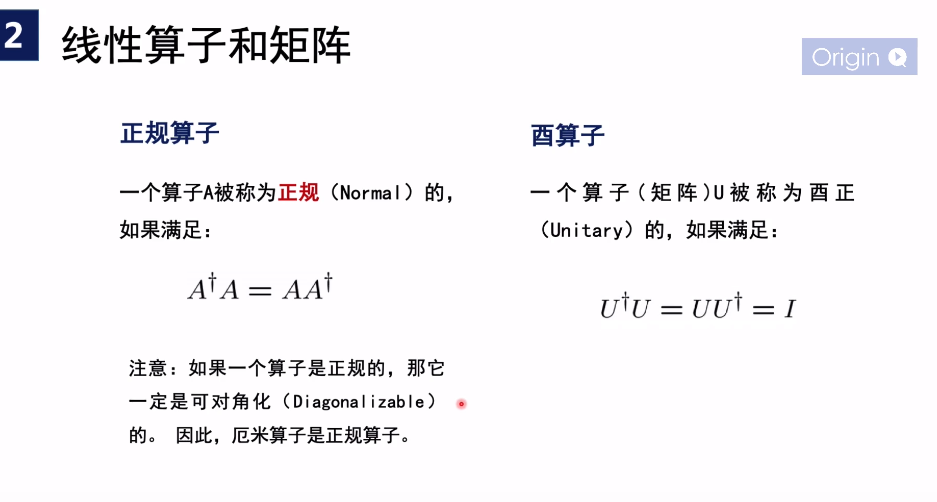 2
线性算子和矩阵
Origin
正规算子
一个算子A被称为正规（Normal）的，
如果满足：
A†A = AA†
注意：如果一个算子是正规的，那它
一定是可对角化（Diagonalizable）
的。 因此，厄米算子是正规算子。
酉算子
一个算子(矩阵)U被称为酉正
（Unitary）的，如果满足：
U†U = UU† = I